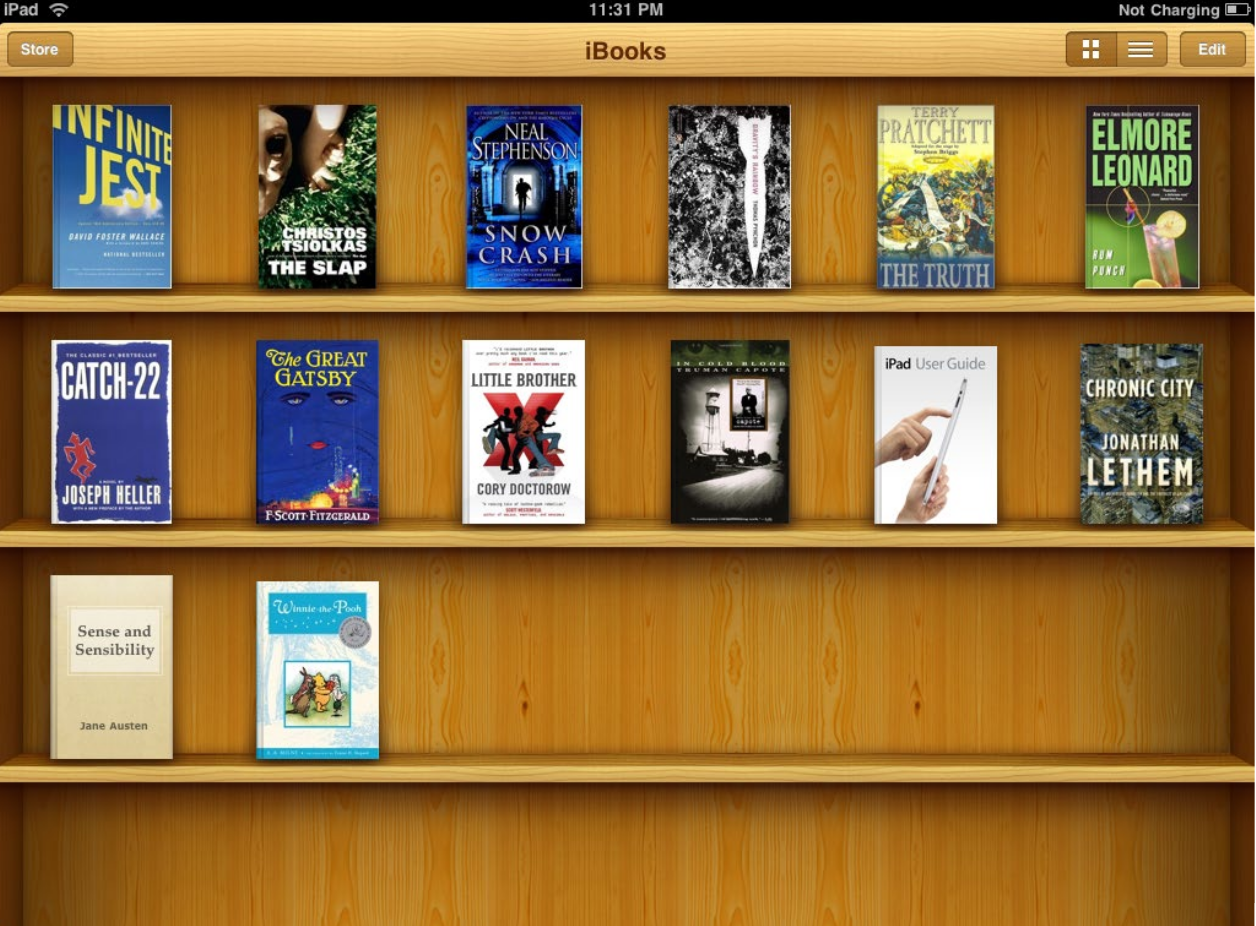 iPad
11:31 PM
Not Charging
Store
iBooks
Edit
INFINITE
JEST
DAVID FOSTER WALLACE
NATIONAL BESTSELLER
CHRISTOS
TSIOLKAS
THE SLAP
NEAL
STEPHENSON
SNOW
CRASH
GRAVITY'S RAINBOW THOMAS PYNCHON
TERRY
PRATCHETT
Adapted for the stage by
Stephen Briggs
THE TRUTH
ELMORE
LEONARD
RUM
PUNCH
THE CLASSIC #1 BESTSELLER
CATCH-22
A NOVEL BY
JOSEPH HELLER
WITH A NEW PREFACE BY THE AUTHOR
The GREAT
GATSBY
F·SCOTT·FITZGERALD
LITTLE BROTHER
X
CORY DOCTOROW
IN COLD BLOOD
TRUMAN CAPOTE
capote
iPad User Guide
CHRONIC CITY
JONATHAN
LETHEM
Sense and
Sensibility
Jane Austen
Winnie-the-Pooh
A. A. MILNE